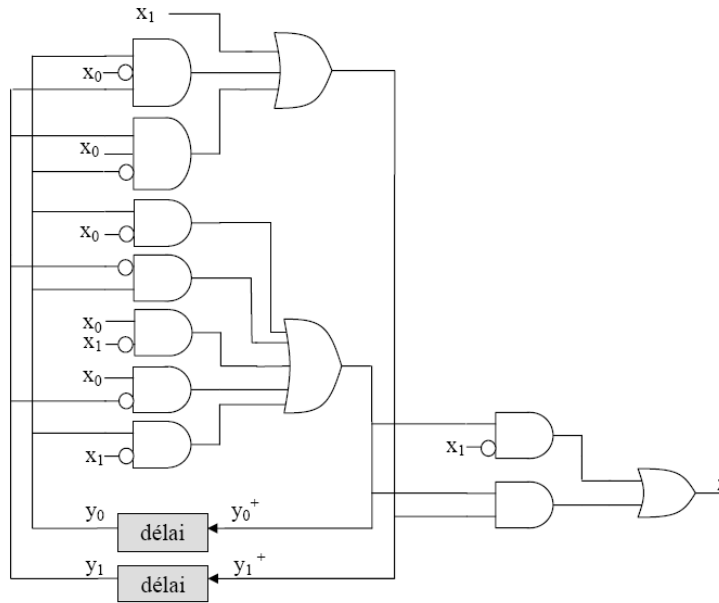 x₁
x₀
x₀
x₀
x₀
x₁
x₀
x₁
x₁
y₀ délai y₀⁺
y₁ délai y₁⁺